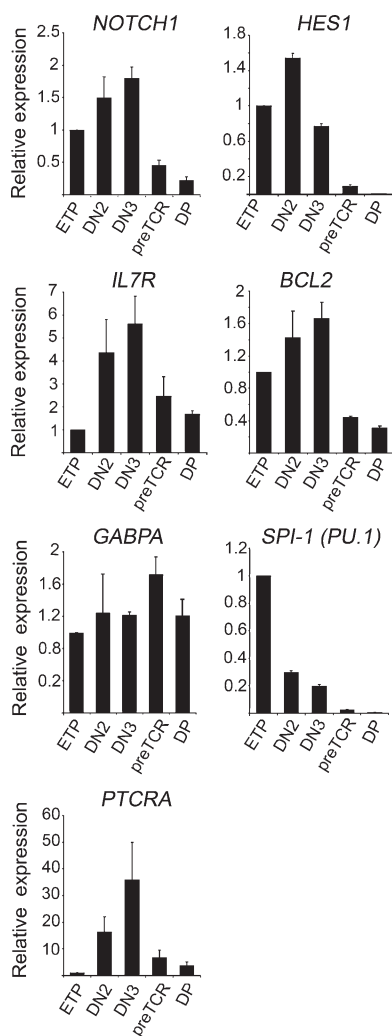 NOTCH1
Relative expression
2.5
2
1.5
1
0.5
ETP
DN2
DN3
preTCR
DP
HES1
1.8
1.6
1.2
1
0.8
0.4
ETP
DN2
DN3
preTCR
DP
IL7R
Relative expression
7
6
5
4
3
2
1
ETP
DN2
DN3
preTCR
DP
BCL2
2
1.6
1.2
1
0.8
0.4
ETP
DN2
DN3
preTCR
DP
GABPA
Relative expression
2
1.6
1.2
0.8
0.2
ETP
DN2
DN3
preTCR
DP
SPI-1 (PU.1)
1.2
1
0.8
0.6
0.4
0.2
ETP
DN2
DN3
preTCR
DP
PTCRA
Relative expression
60
50
40
30
20
10
ETP
DN2
DN3
preTCR
DP